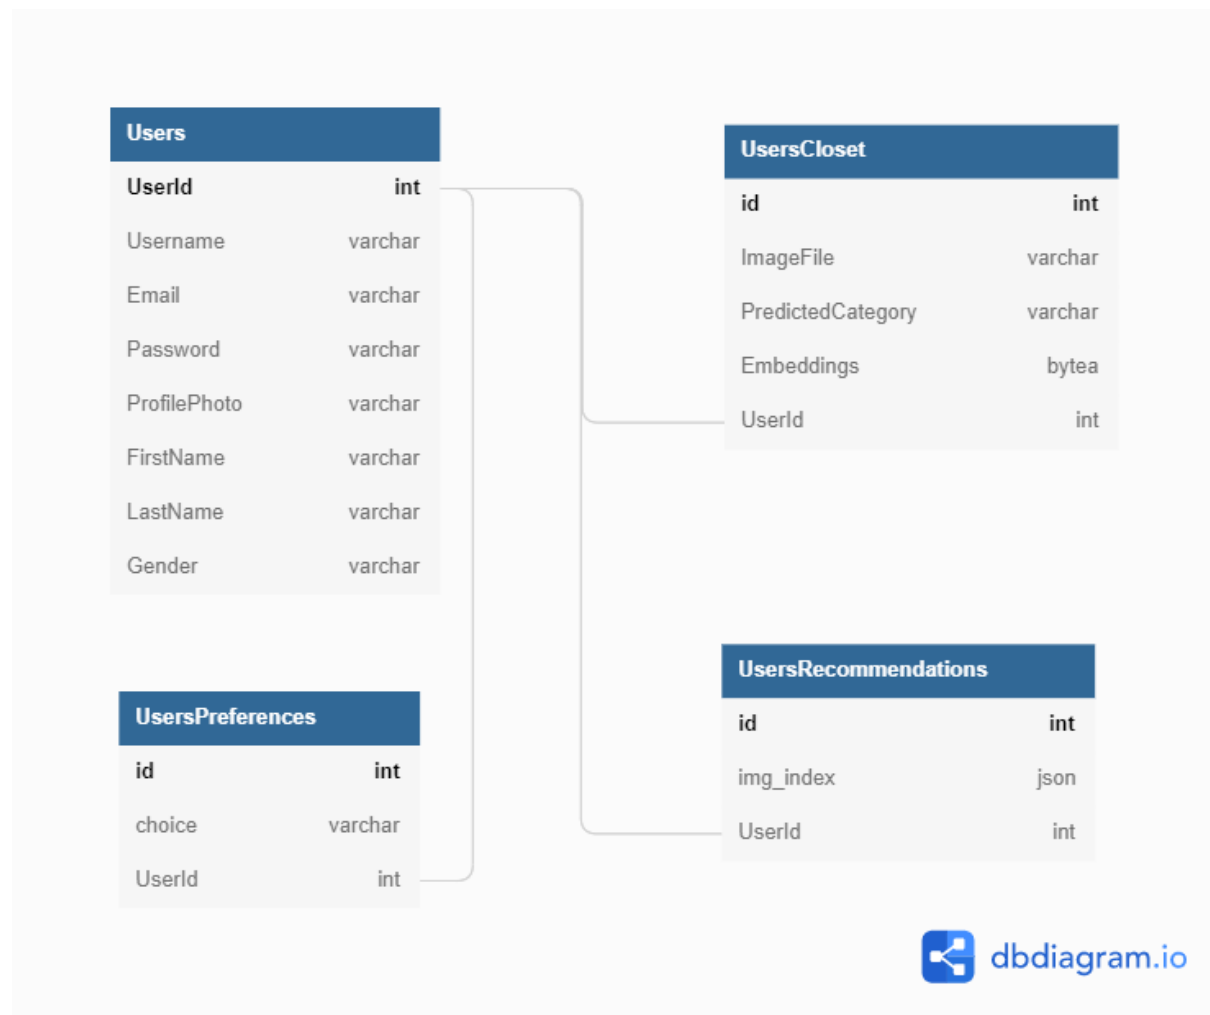 Users
UserId int
Username varchar
Email varchar
Password varchar
ProfilePhoto varchar
FirstName varchar
LastName varchar
Gender varchar
UsersCloset
id int
ImageFile varchar
PredictedCategory varchar
Embeddings bytea
UserId int
UsersPreferences
id int
choice varchar
UserId int
UsersRecommendations
id int
img_index json
UserId int
dbdiagram.io